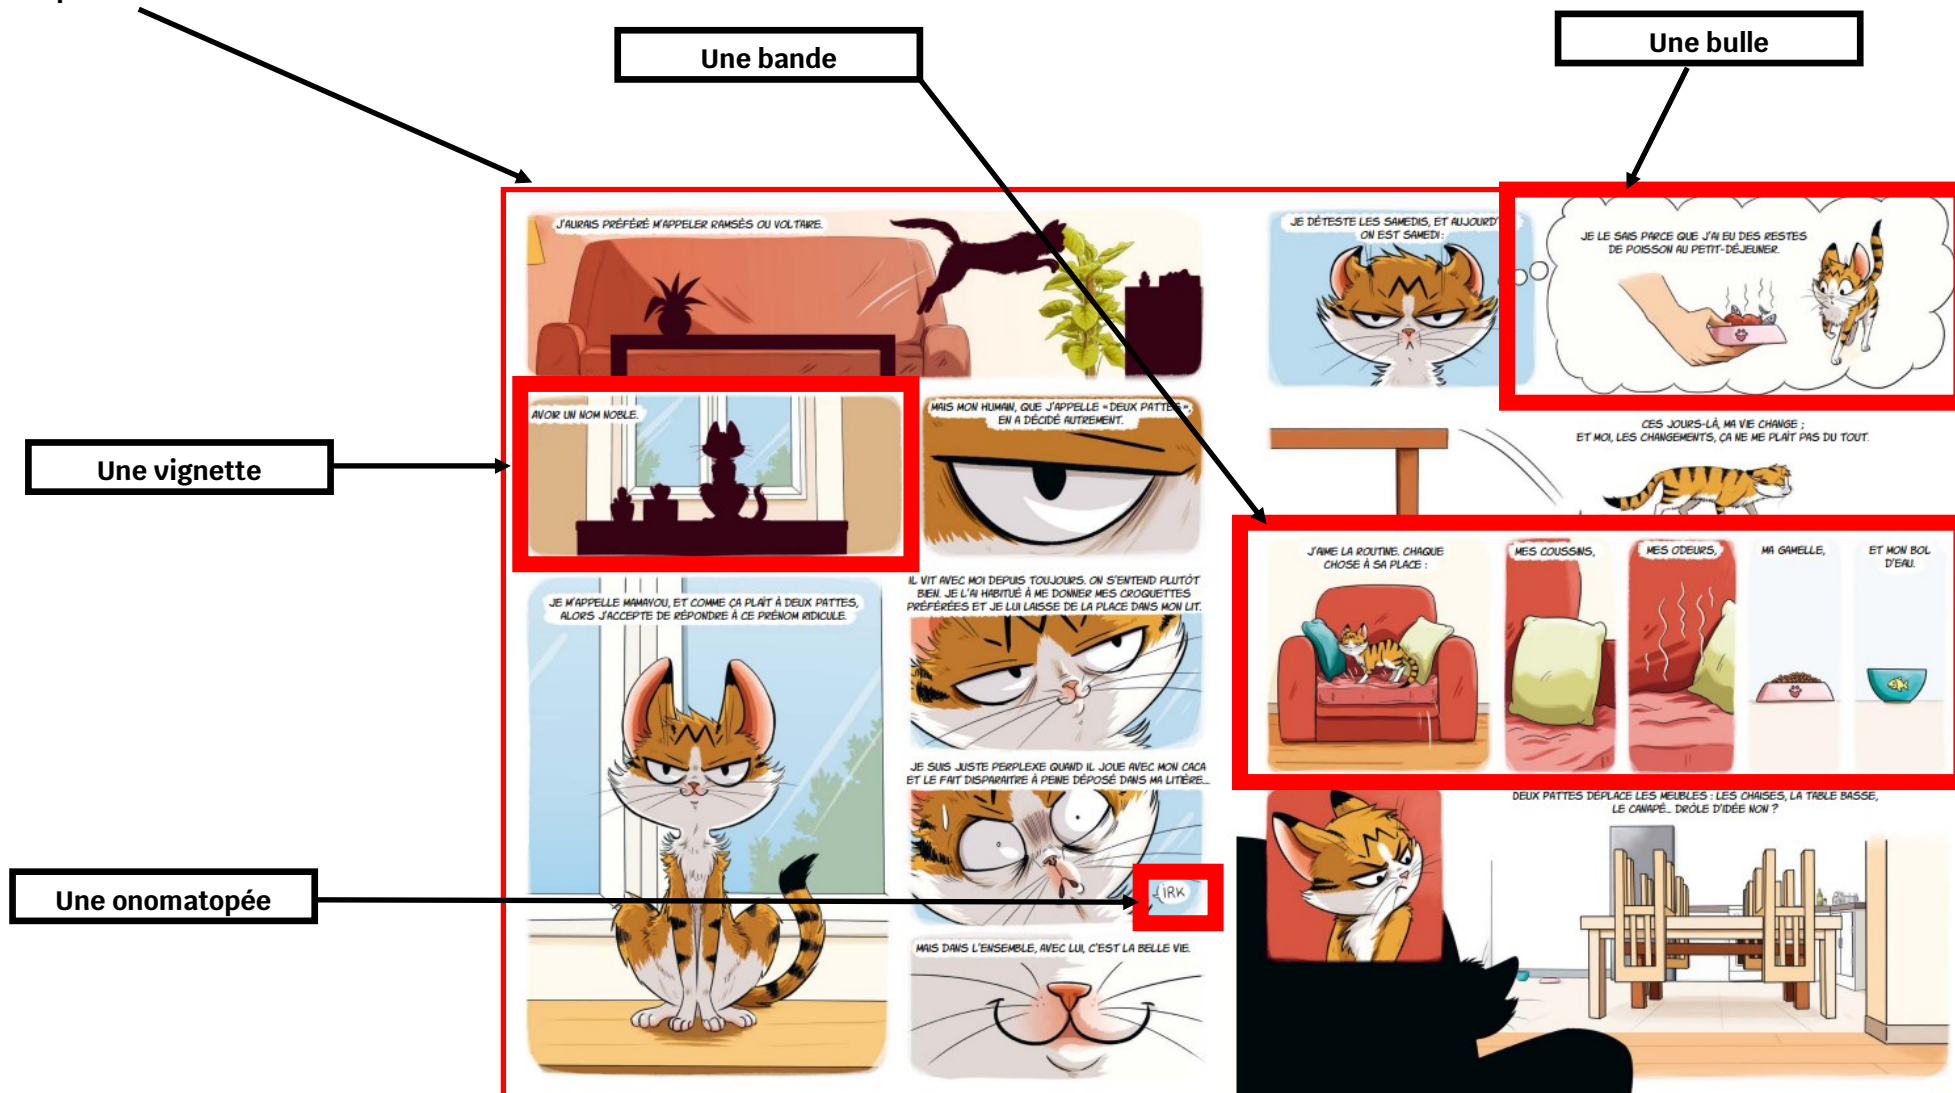 Une bande
Une bulle
Une vignette
Une onomatopée
J'AURAIS PRÉFÉRÉ M'APPELER RAMSÈS OU VOLTAIRE.
AVOIR UN NOM NOBLE.
MAIS MON HUMAIN, QUE J'APPELLE «DEUX PATTES»,
EN A DÉCIDÉ AUTREMENT.
JE M'APPELLE MAMAYOU, ET COMME ÇA PLAÎT À DEUX PATTES,
ALORS J'ACCEPTE DE RÉPONDRE À CE PRÉNOM RIDICULE.
IL VIT AVEC MOI DEPUIS TOUJOURS. ON S'ENTEND PLUTÔT
BIEN. JE L'AI HABITUÉ À ME DONNER MES CROQUETTES
PRÉFÉRÉES ET JE LUI LAISSE DE LA PLACE DANS MON LIT.
JE SUIS JUSTE PERPLEXE QUAND IL JOUE AVEC MON CACA
ET LE FAIT DISPARAITRE À PEINE DÉPOSÉ DANS MA LITIÈRE...
IRK
MAIS DANS L'ENSEMBLE, AVEC LUI, C'EST LA BELLE VIE.
JE DÉTESTE LES SAMEDIS, ET AUJOURD'
ON EST SAMEDI :
JE LE SAIS PARCE QUE J'AI EU DES RESTES
DE POISSON AU PETIT-DÉJEUNER.
CES JOURS-LÀ, MA VIE CHANGE ;
ET MOI, LES CHANGEMENTS, ÇA NE ME PLAÎT PAS DU TOUT.
J'AIME LA ROUTINE. CHAQUE
CHOSE À SA PLACE :
MES COUSSINS,
MES ODEURS,
MA GAMELLE,
ET MON BOL
D'EAU.
DEUX PATTES DÉPLACE LES MEUBLES : LES CHAISES, LA TABLE BASSE,
LE CANAPÉ... DRÔLE D'IDÉE NON ?